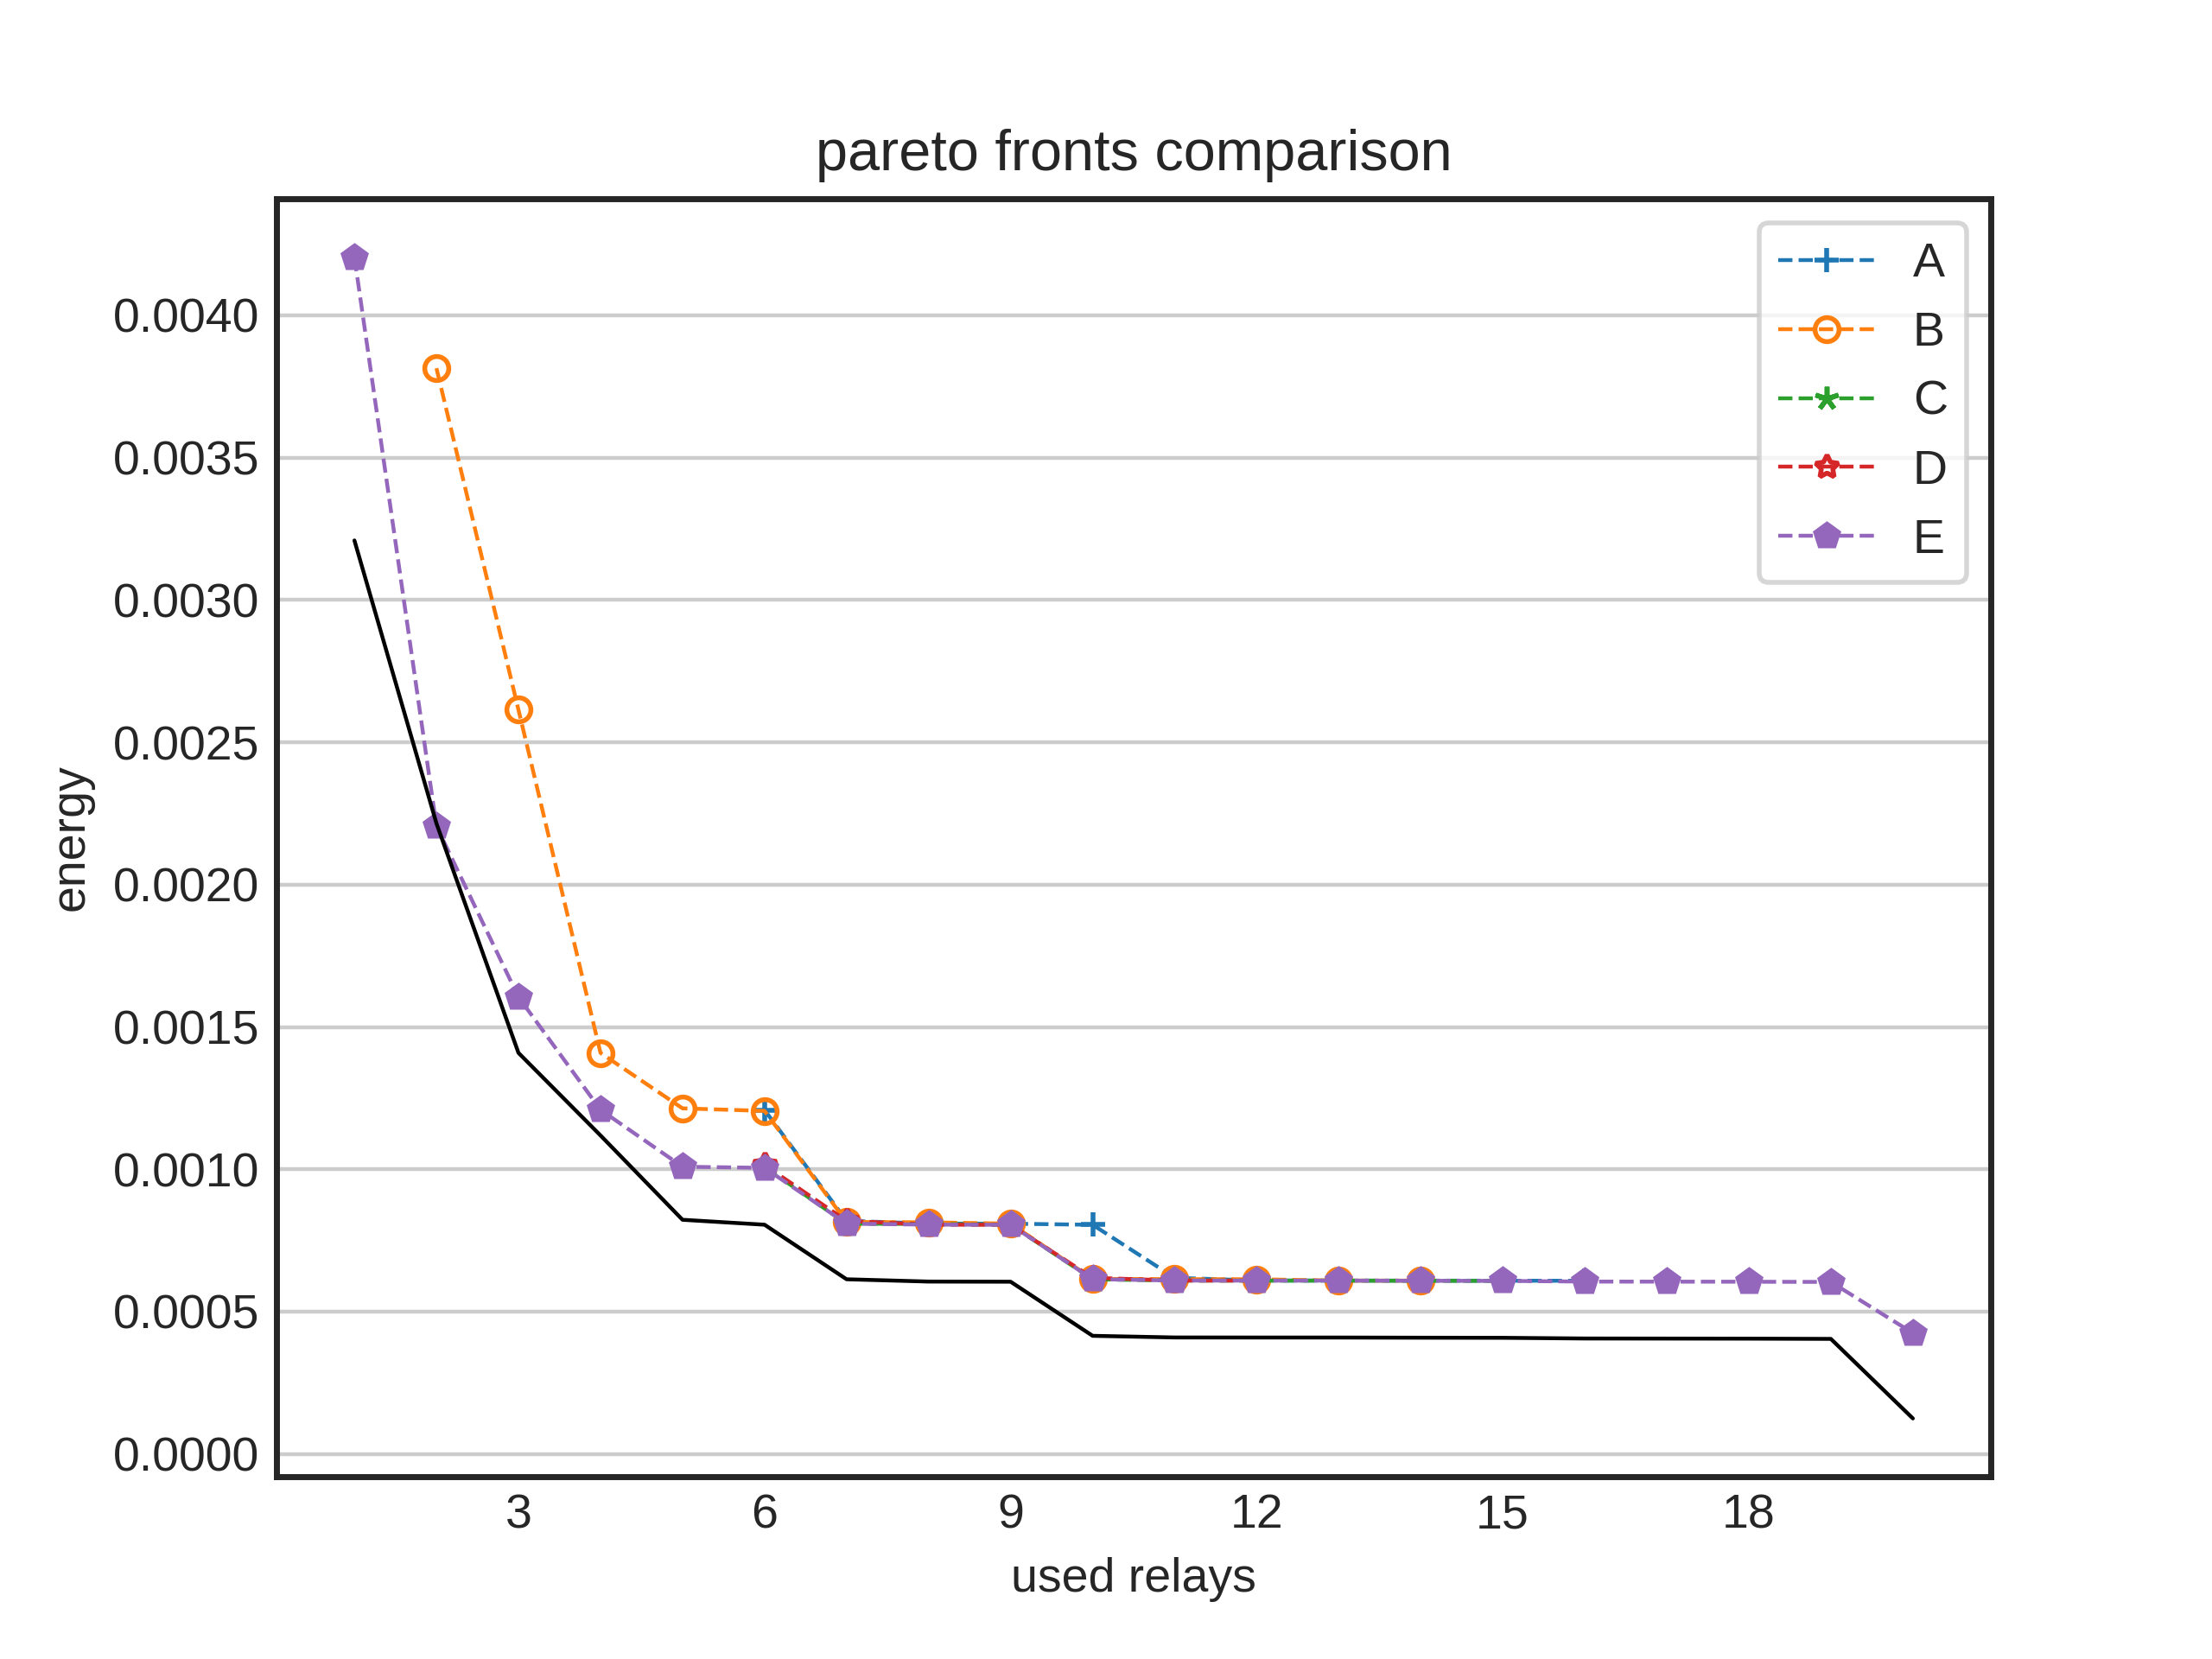 pareto fronts comparison
A
B
C
D
E
0.0040
0.0035
0.0030
0.0025
0.0020
0.0015
0.0010
0.0005
0.0000
energy
3 6 9 12 15 18
used relays